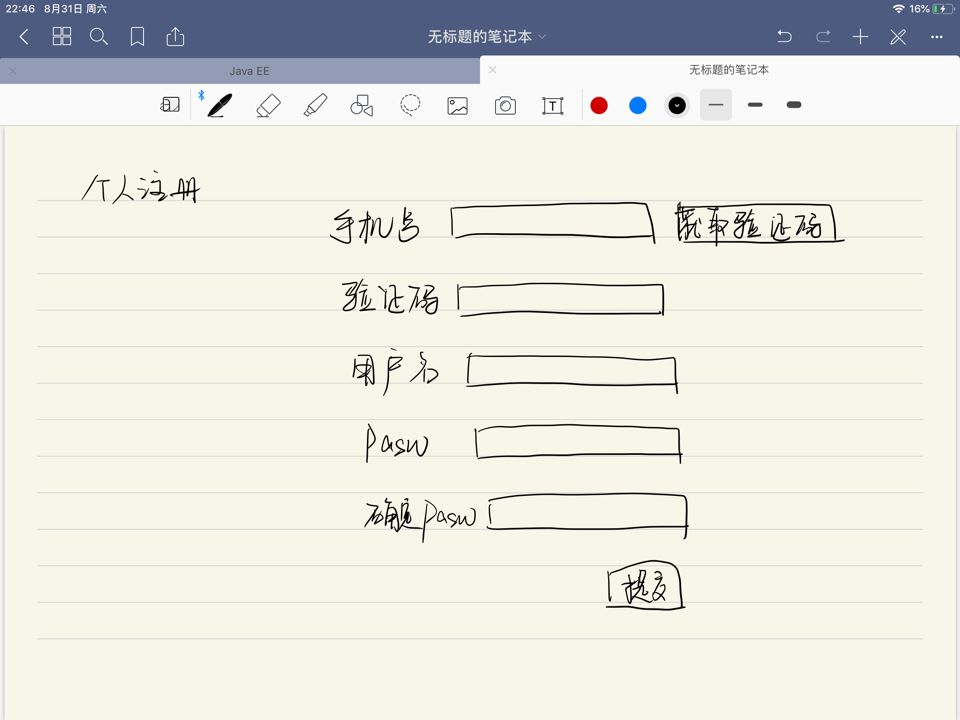 22:46 8月31日 周六 16%
无标题的笔记本
Java EE 无标题的笔记本
T
个人注册
手机号 获取验证码
验证码
用户名
Pasw
确定Pasw
提交